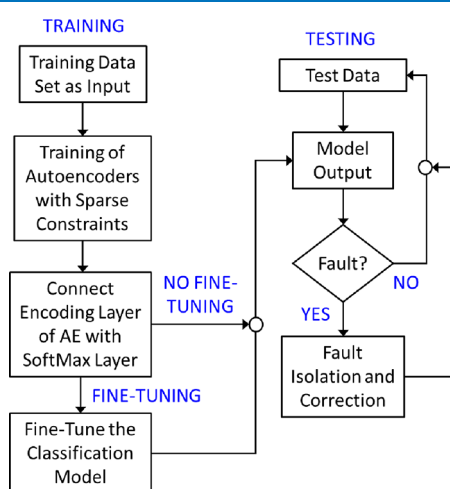 TRAINING
Training Data
Set as Input
Training of
Autoencoders
with Sparse
Constraints
Connect
Encoding Layer
of AE with
SoftMax Layer
NO FINE-
TUNING
FINE-TUNING
Fine-Tune the
Classification
Model
TESTING
Test Data
Model
Output
Fault?
NO
YES
Fault
Isolation and
Correction